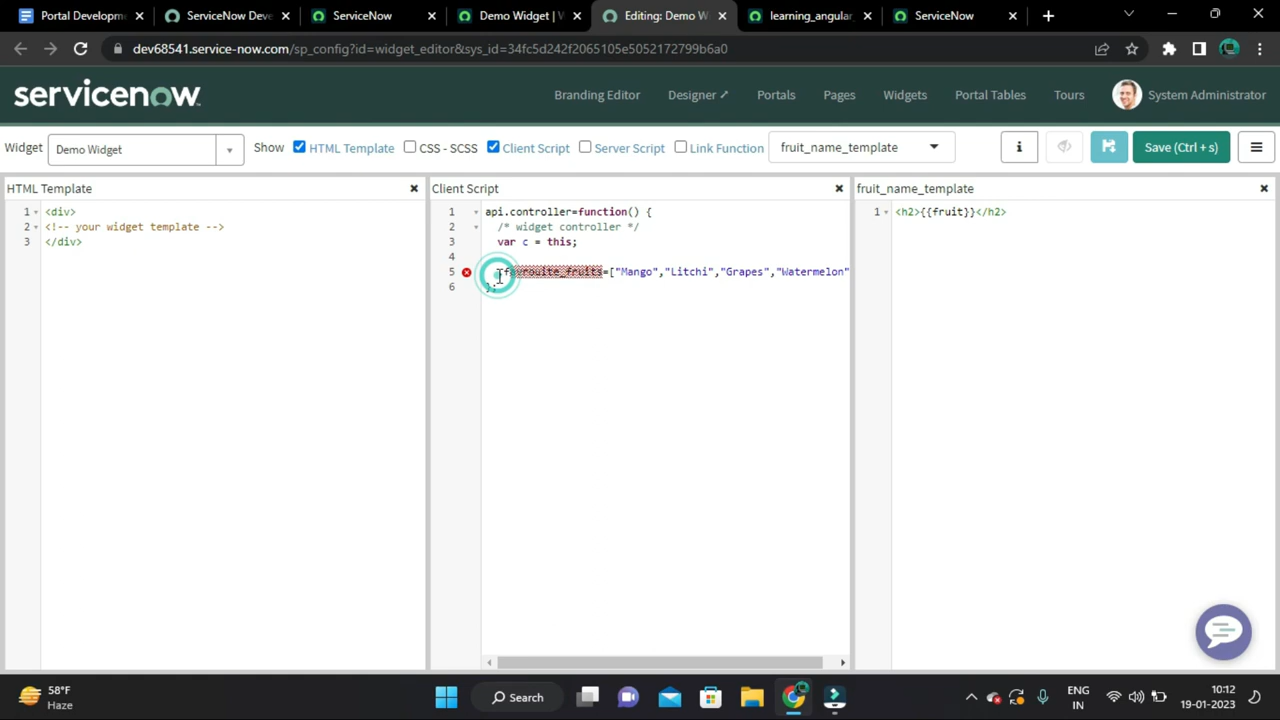 Portal Developm
ServiceNow Deve
ServiceNow
Demo Widget | W
Editing: Demo W
learning_angular_
ServiceNow
dev68541.service-now.com/sp_config?id=widget_editor&sys_id=34fc5d242f2065105e5052172799b6a0
servicenow
Branding Editor
Designer
Portals
Pages
Widgets
Portal Tables
Tours
System Administrator
Widget
Demo Widget
Show
HTML Template
CSS - SCSS
Client Script
Server Script
Link Function
fruit_name_template
Save (Ctrl + s)
HTML Template
1 <div>
2 <!-- your widget template -->
3 </div>
Client Script
1 api.controller=function() {
2 /* widget controller */
3 var c = this;
4
5 =["Mango","Litchi","Grapes","Watermelon"
6 };
fruit_name_template
1 <h2>{{fruit}}</h2>
58°F
Haze
Search
ENG
IN
10:12
19-01-2023